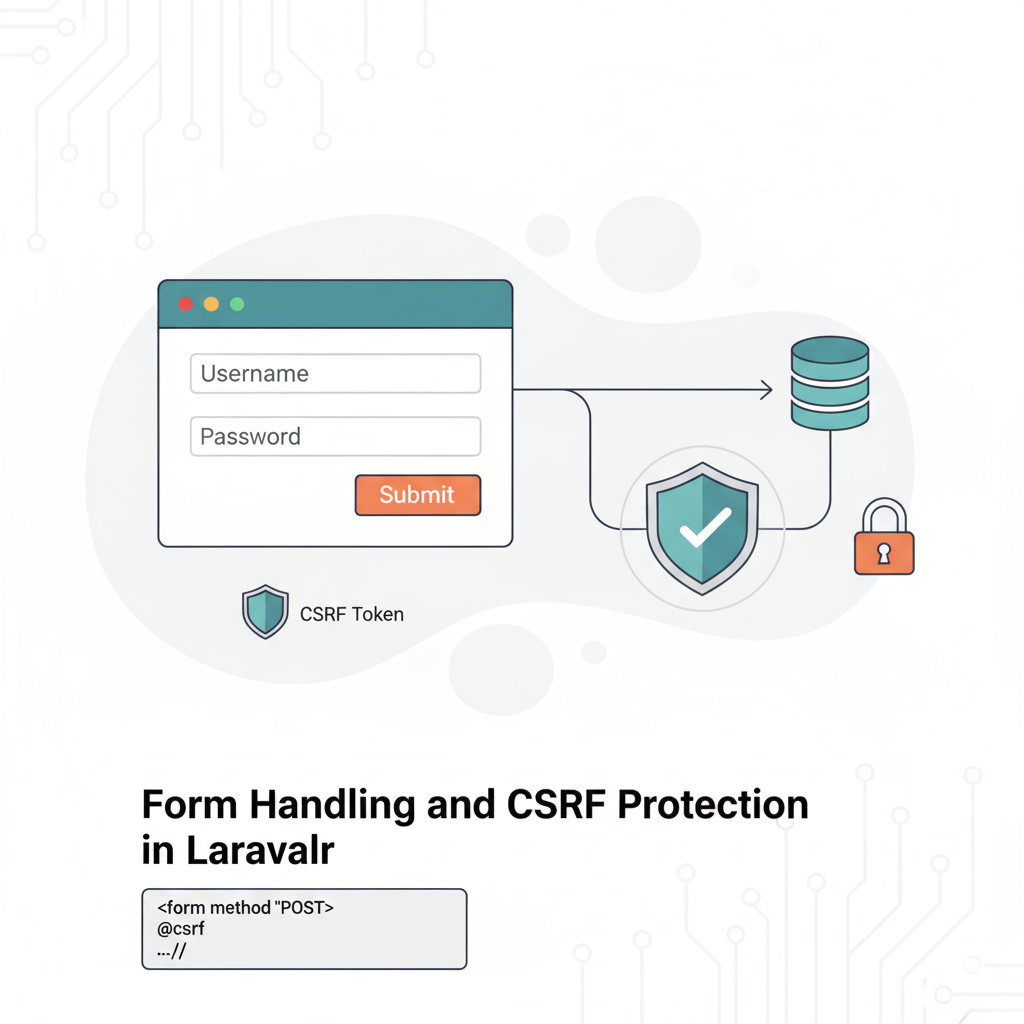 Username
Password
Submit
CSRF Token
Form Handling and CSRF Protection
in Laravalr
<form method "POST>
@csrf
...//